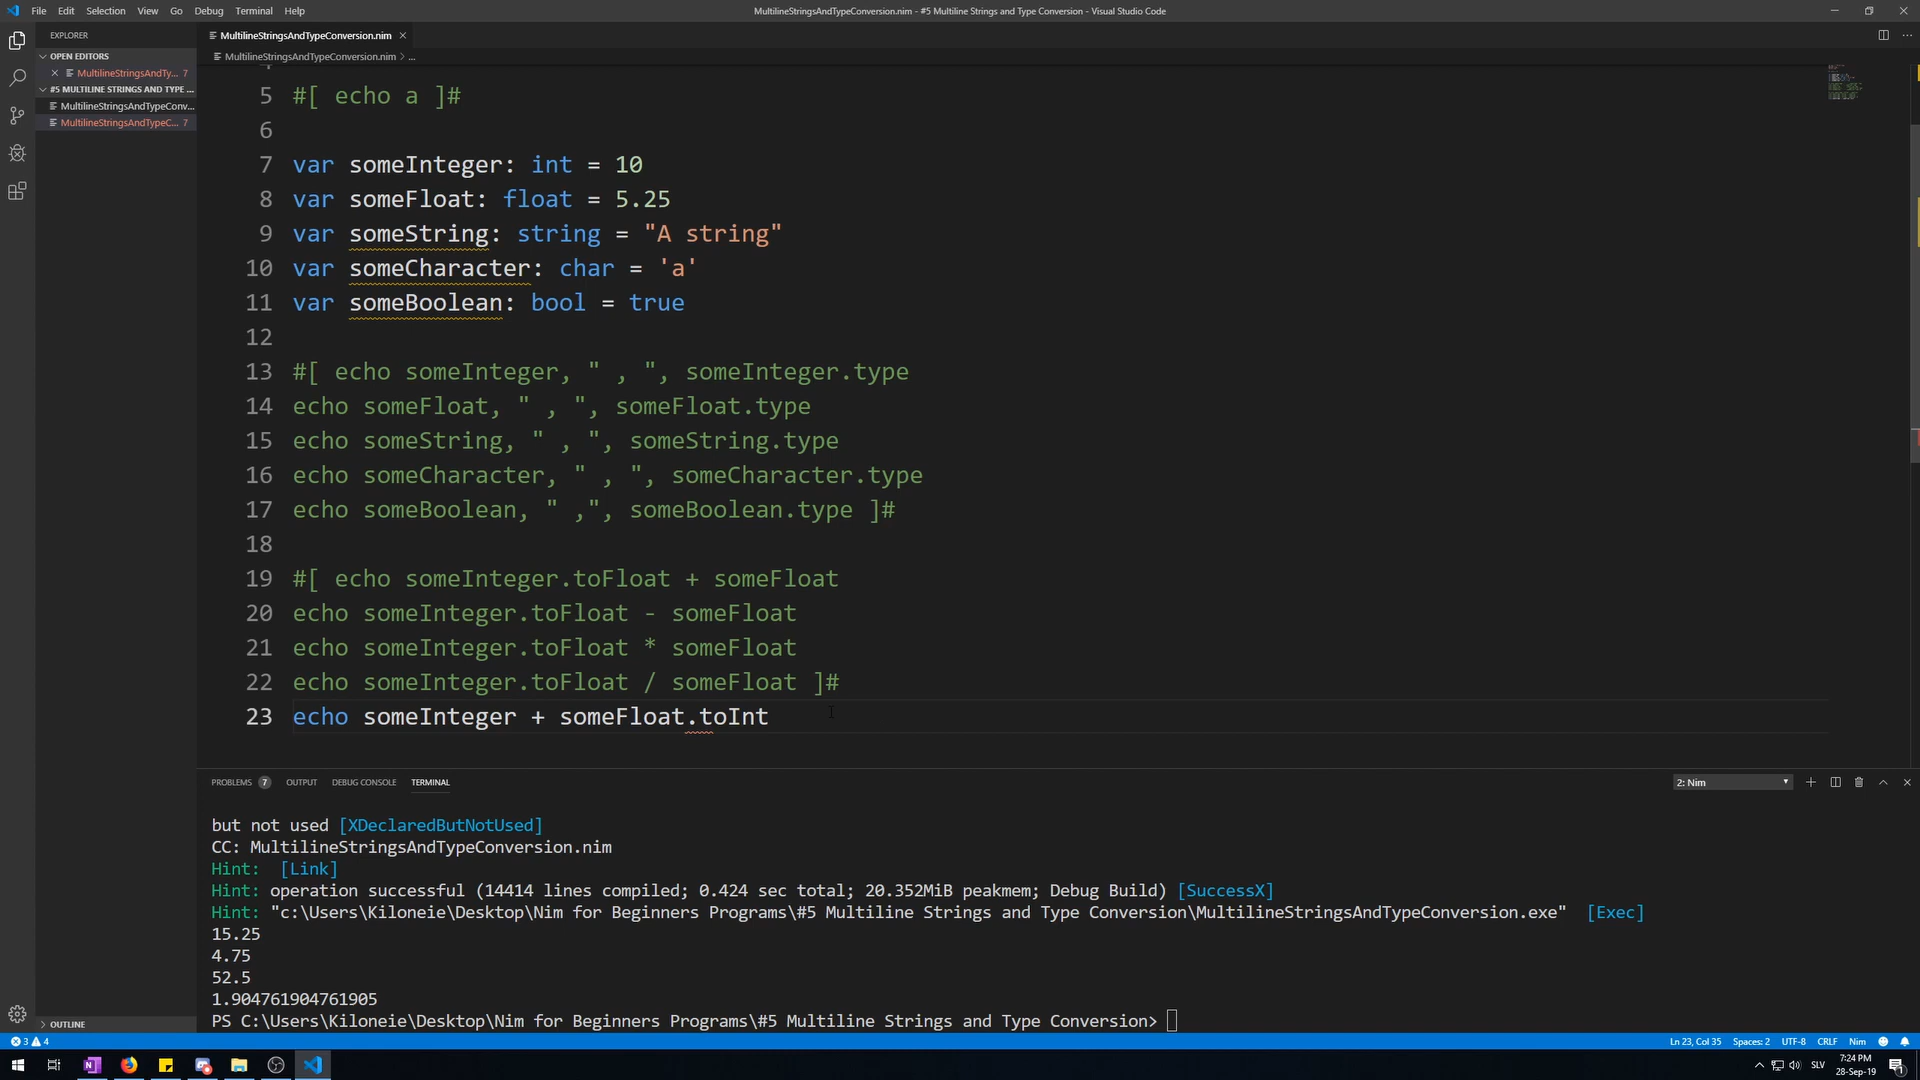 File Edit Selection View Go Debug Terminal Help
MultilineStringsAndTypeConversion.nim - #5 Multiline Strings and Type Conversion - Visual Studio Code
EXPLORER
OPEN EDITORS
MultilineStringsAndTy... 7
#5 MULTILINE STRINGS AND TYPE ...
MultilineStringsAndTypeConv...
MultilineStringsAndTypeC... 7
OUTLINE
MultilineStringsAndTypeConversion.nim
MultilineStringsAndTypeConversion.nim > ...
5 #[ echo a ]#
6
7 var someInteger: int = 10
8 var someFloat: float = 5.25
9 var someString: string = "A string"
10 var someCharacter: char = 'a'
11 var someBoolean: bool = true
12
13 #[ echo someInteger, " , ", someInteger.type
14 echo someFloat, " , ", someFloat.type
15 echo someString, " , ", someString.type
16 echo someCharacter, " , ", someCharacter.type
17 echo someBoolean, " ,", someBoolean.type ]#
18
19 #[ echo someInteger.toFloat + someFloat
20 echo someInteger.toFloat - someFloat
21 echo someInteger.toFloat * someFloat
22 echo someInteger.toFloat / someFloat ]#
23 echo someInteger + someFloat.toInt
PROBLEMS 7 OUTPUT DEBUG CONSOLE TERMINAL
2: Nim
but not used [XDeclaredButNotUsed]
CC: MultilineStringsAndTypeConversion.nim
Hint: [Link]
Hint: operation successful (14414 lines compiled; 0.424 sec total; 20.352MiB peakmem; Debug Build) [SuccessX]
Hint: "c:\Users\Kiloneie\Desktop\Nim for Beginners Programs\#5 Multiline Strings and Type Conversion\MultilineStringsAndTypeConversion.exe" [Exec]
15.25
4.75
52.5
1.904761904761905
PS C:\Users\Kiloneie\Desktop\Nim for Beginners Programs\#5 Multiline Strings and Type Conversion>
3 4
Ln 23, Col 35 Spaces: 2 UTF-8 CRLF Nim
SLV
7:24 PM
28-Sep-19